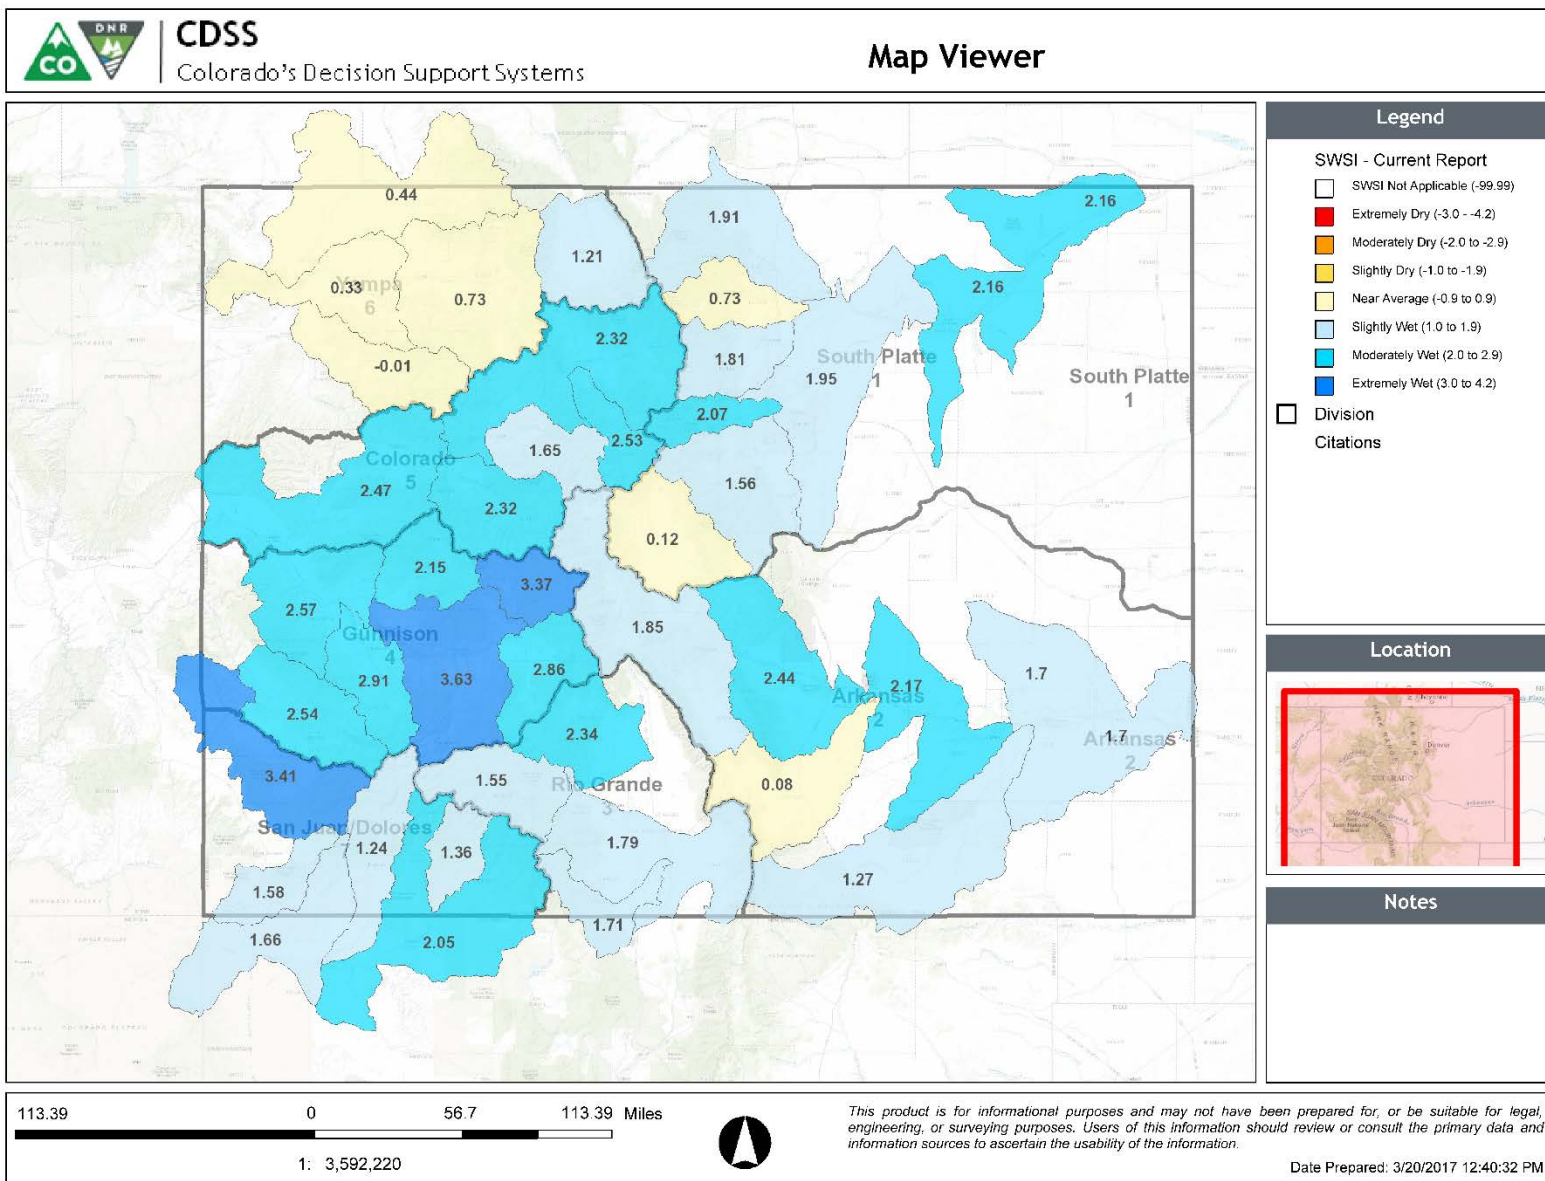 DNR
CO
CDSS
Colorado's Decision Support Systems
Map Viewer
0.44
1.91
2.16
1.21
Yampa
6
0.33
0.73
0.73
2.16
2.32
-0.01
1.81
South Platte
1
1.95
South Platte
1
2.07
2.53
1.65
Colorado
5
2.47
2.32
1.56
0.12
2.15
3.37
2.57
Gunnison
4
1.85
2.91
3.63
2.86
2.44
Arkansas
2
2.17
1.7
2.54
2.34
1.7
Arkansas
2
3.41
1.55
Rio Grande
3
0.08
San Juan/Dolores
1.24
1.36
1.79
1.58
1.27
1.71
1.66
2.05
Legend
SWSI - Current Report
SWSI Not Applicable (-99.99)
Extremely Dry (-3.0 - -4.2)
Moderately Dry (-2.0 to -2.9)
Slightly Dry (-1.0 to -1.9)
Near Average (-0.9 to 0.9)
Slightly Wet (1.0 to 1.9)
Moderately Wet (2.0 to 2.9)
Extremely Wet (3.0 to 4.2)
Division
Citations
Location
Denver
Notes
113.39 0 56.7 113.39 Miles
1: 3,592,220
This product is for informational purposes and may not have been prepared for, or be suitable for legal,
engineering, or surveying purposes. Users of this information should review or consult the primary data and
information sources to ascertain the usability of the information.
Date Prepared: 3/20/2017 12:40:32 PM